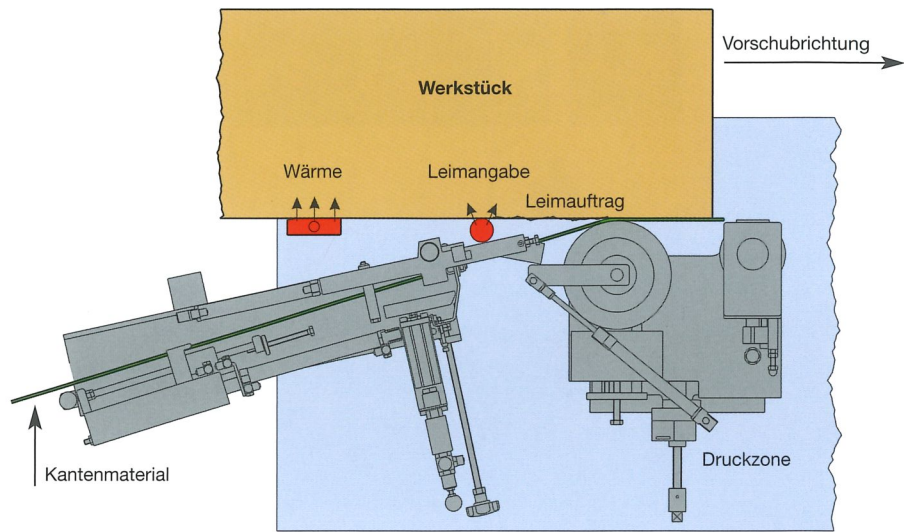 Vorschubrichtung
Werkstück
Wärme
Leimangabe
Leimauftrag
Kantenmaterial
Druckzone